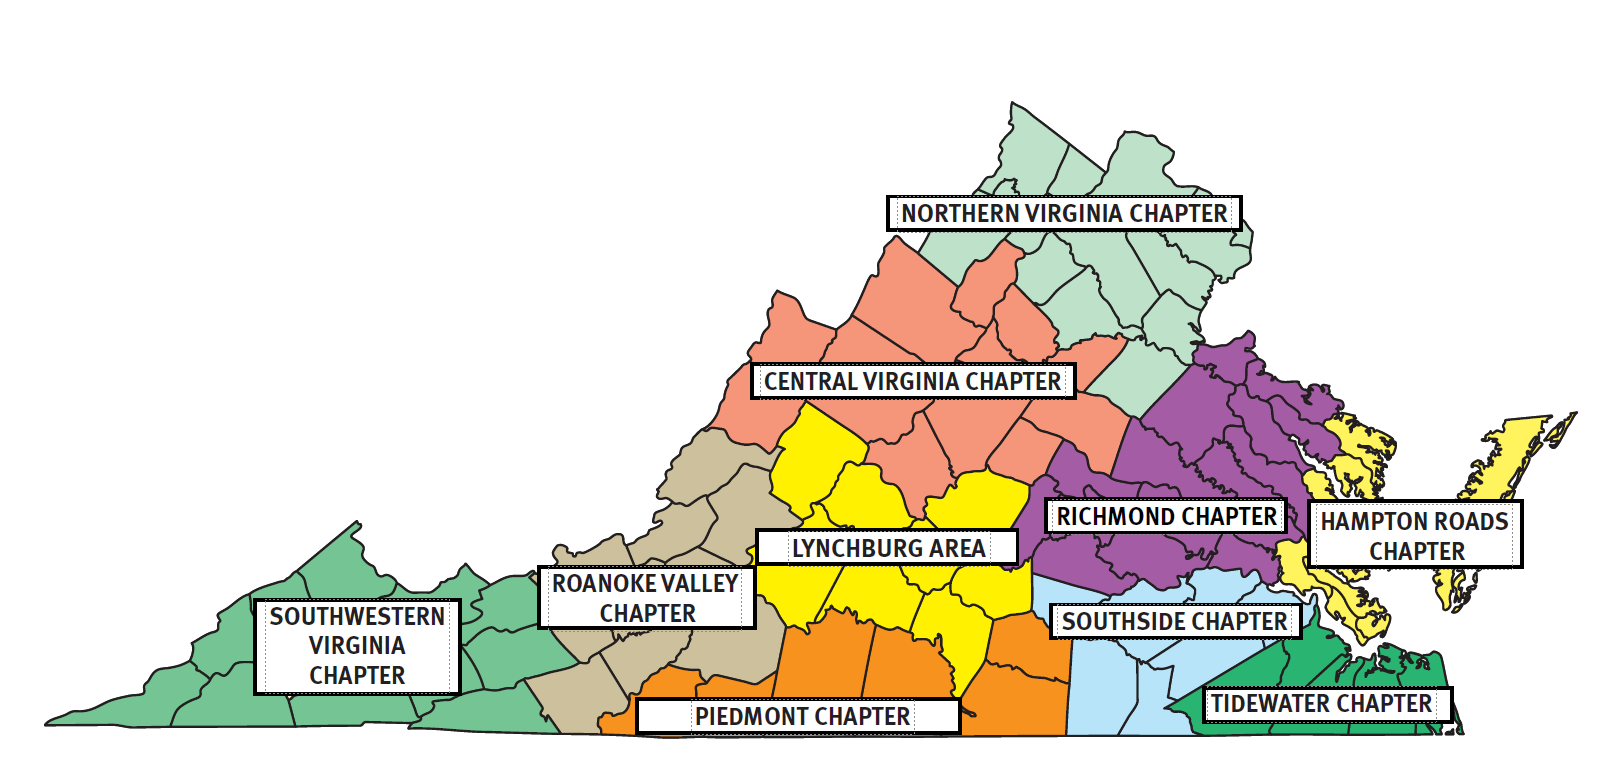 NORTHERN VIRGINIA CHAPTER
CENTRAL VIRGINIA CHAPTER
RICHMOND CHAPTER
HAMPTON ROADS
CHAPTER
LYNCHBURG AREA
ROANOKE VALLEY
CHAPTER
SOUTHWESTERN
VIRGINIA
CHAPTER
SOUTHSIDE CHAPTER
TIDEWATER CHAPTER
PIEDMONT CHAPTER